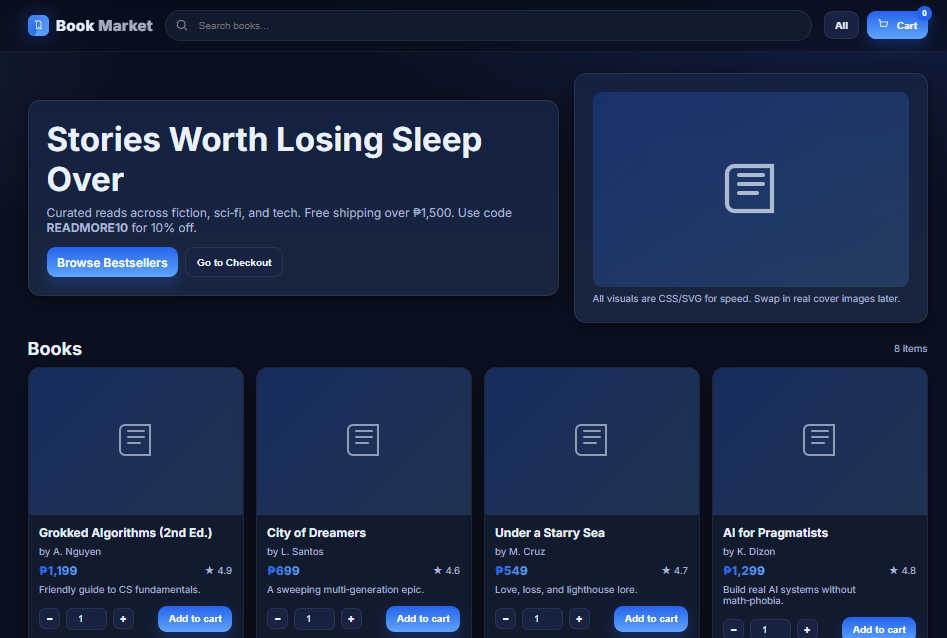 Book Market
Search books...
All
Cart
0
Stories Worth Losing Sleep
Over
Curated reads across fiction, sci-fi, and tech. Free shipping over ₱1,500. Use code
READMORE10 for 10% off.
Browse Bestsellers
Go to Checkout
All visuals are CSS/SVG for speed. Swap in real cover images later.
Books
8 items
Grokked Algorithms (2nd Ed.)
by A. Nguyen
₱1,199
★ 4.9
Friendly guide to CS fundamentals.
− 1 +
Add to cart
City of Dreamers
by L. Santos
₱699
★ 4.6
A sweeping multi-generation epic.
− 1 +
Add to cart
Under a Starry Sea
by M. Cruz
₱549
★ 4.7
Love, loss, and lighthouse lore.
− 1 +
Add to cart
AI for Pragmatists
by K. Dizon
₱1,299
★ 4.8
Build real AI systems without
math-phobia.
− 1 +
Add to cart